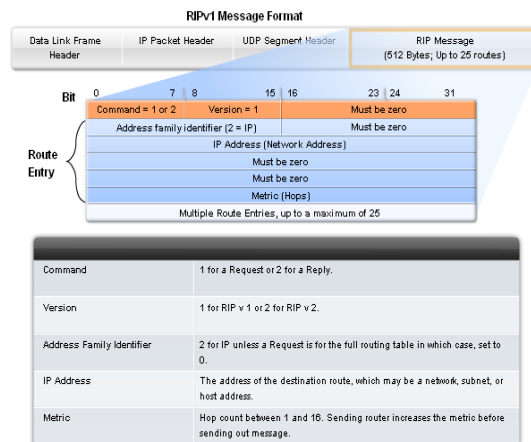 RIPv1 Message Format
Data Link Frame
Header
IP Packet Header
UDP Segment Header
RIP Message
(512 Bytes; Up to 25 routes)
Bit 0 7 8 15 16 23 24 31
Command = 1 or 2 Version = 1 Must be zero
Address family identifier (2 = IP) Must be zero
IP Address (Network Address)
Must be zero
Must be zero
Metric (Hops)
Route
Entry
Multiple Route Entries, up to a maximum of 25
Command 1 for a Request or 2 for a Reply.
Version 1 for RIP v 1 or 2 for RIP v 2.
Address Family Identifier 2 for IP unless a Request is for the full routing table in which case, set to
0.
IP Address The address of the destination route, which may be a network, subnet, or
host address.
Metric Hop count between 1 and 16. Sending router increases the metric before
sending out message.